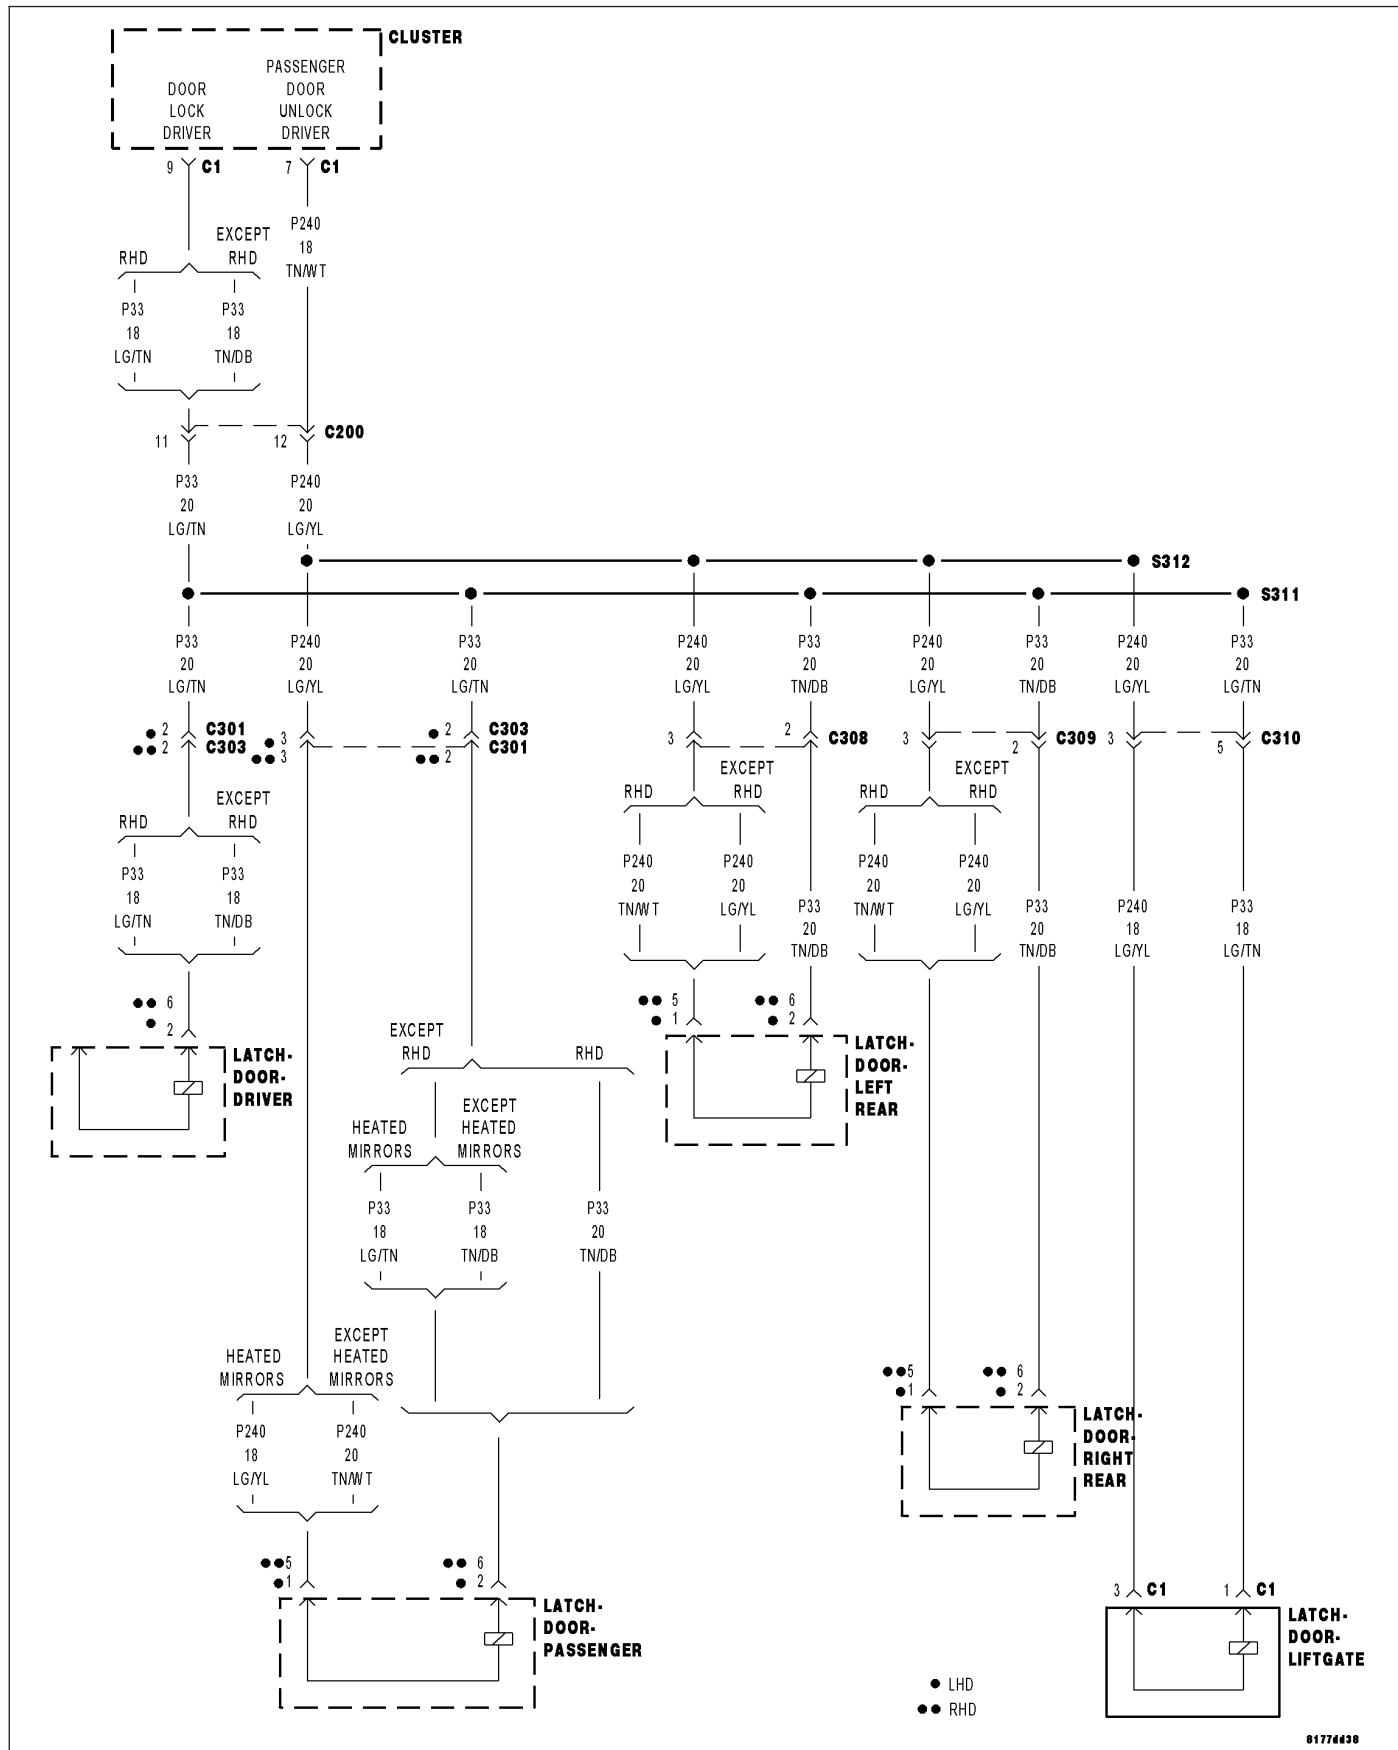 CLUSTER
DOOR
LOCK
DRIVER
PASSENGER
DOOR
UNLOCK
DRIVER
9 C1
7 C1
P240
18
TN/WT
RHD
EXCEPT
RHD
P33
18
LG/TN
P33
18
TN/DB
11
12
C200
P33
20
LG/TN
P240
20
LG/YL
S312
S311
P33
20
LG/TN
P240
20
LG/YL
P33
20
LG/TN
P240
20
LG/YL
P33
20
TN/DB
P240
20
LG/YL
P33
20
TN/DB
P240
20
LG/YL
P33
20
LG/TN
2 C301
2 C303
3
3
2 C303
2 C301
3
2
C308
3
2
C309
3
5
C310
RHD
EXCEPT
RHD
P33
18
LG/TN
P33
18
TN/DB
6
2
LATCH-
DOOR-
DRIVER
RHD
EXCEPT
RHD
P240
20
TN/WT
P240
20
LG/YL
P33
20
TN/DB
5
1
6
2
LATCH-
DOOR-
LEFT
REAR
RHD
EXCEPT
RHD
P240
20
TN/WT
P240
20
LG/YL
P33
20
TN/DB
P240
18
LG/YL
P33
18
LG/TN
EXCEPT
RHD
RHD
HEATED
MIRRORS
EXCEPT
HEATED
MIRRORS
P33
18
LG/TN
P33
18
TN/DB
P33
20
TN/DB
HEATED
MIRRORS
EXCEPT
HEATED
MIRRORS
P240
18
LG/YL
P240
20
TN/WT
5
1
6
2
LATCH-
DOOR-
RIGHT
REAR
5
1
6
2
LATCH-
DOOR-
PASSENGER
3 C1
1 C1
LATCH-
DOOR-
LIFTGATE
LHD
RHD
8177dd38